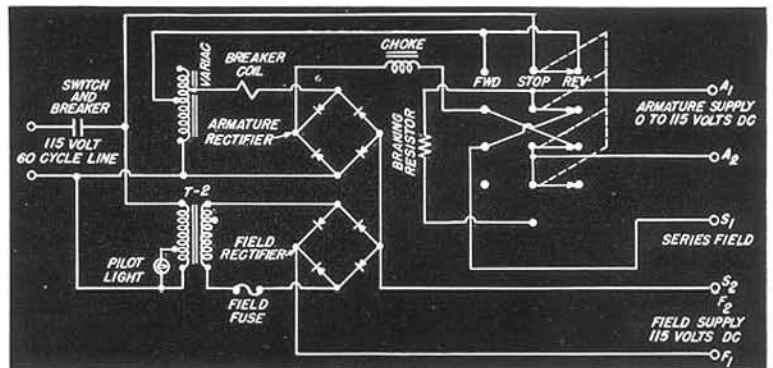 SWITCH
AND
BREAKER
115 VOLT
60 CYCLE LINE
VARIAC
BREAKER
COIL
ARMATURE
RECTIFIER
CHOKE
BRAKING
RESISTOR
FWD
STOP
REV
A1
ARMATURE SUPPLY
0 TO 115 VOLTS DC
A2
S1
SERIES FIELD
T-2
PILOT
LIGHT
FIELD
RECTIFIER
FIELD
FUSE
S2
F2
FIELD SUPPLY
115 VOLTS DC
F1